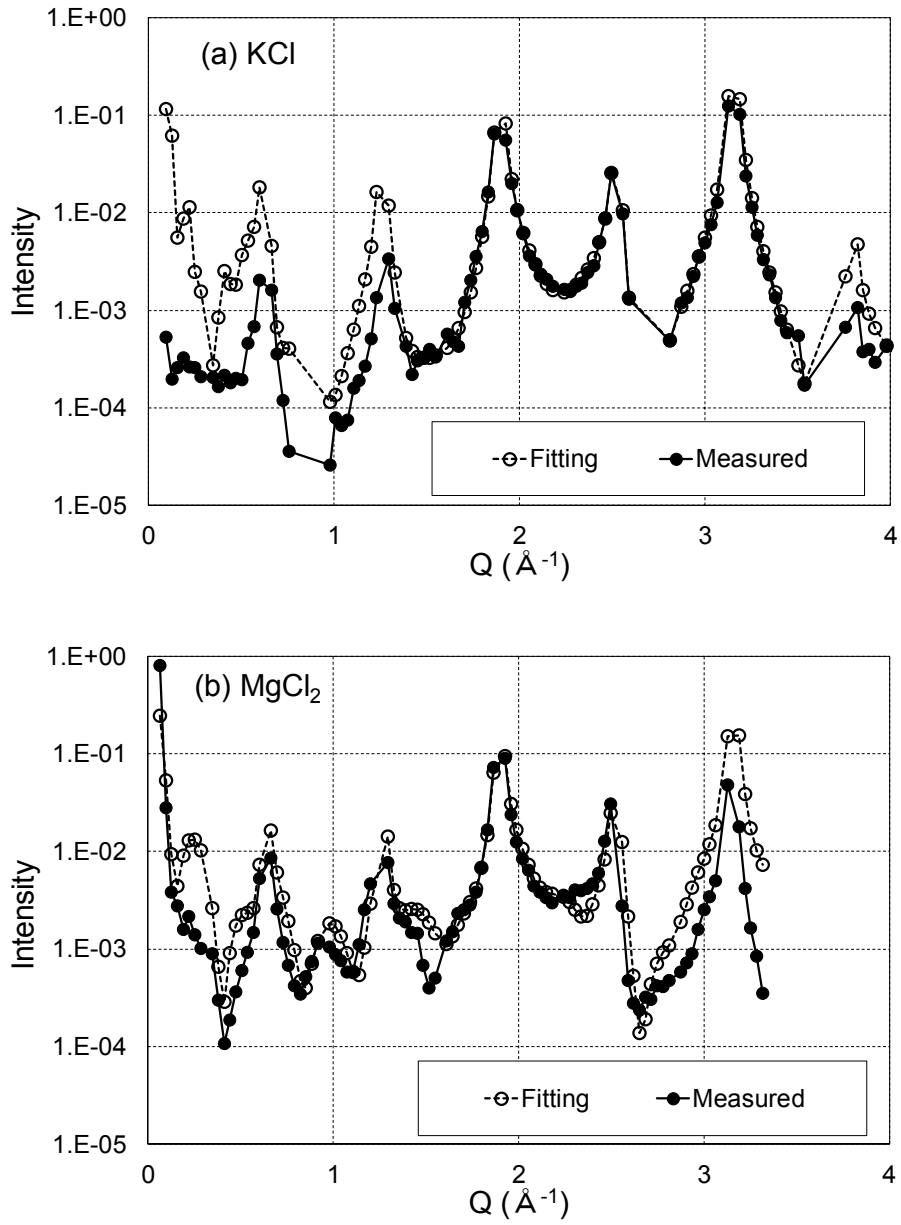 1.E+00
(a) KCl
1.E-01
1.E-02
Intensity
1.E-03
1.E-04
Fitting Measured
1.E-05
0 1 2 3 4
Q (Å-1)
1.E+00
(b) MgCl2
1.E-01
1.E-02
Intensity
1.E-03
1.E-04
Fitting Measured
1.E-05
0 1 2 3 4
Q (Å-1)